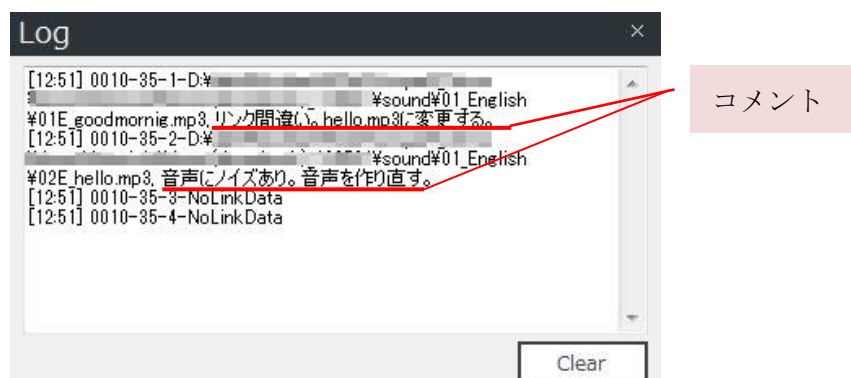 Log
[12:51] 0010-35-1-D:¥
¥sound¥01_English
¥01E_goodmornig.mp3, リンク間違い。hello.mp3に変更する。
[12:51] 0010-35-2-D:¥
¥sound¥01_English
¥02E_hello.mp3, 音声にノイズあり。音声を作り直す。
[12:51] 0010-35-3-NoLinkData
[12:51] 0010-35-4-NoLinkData
Clear
コメント